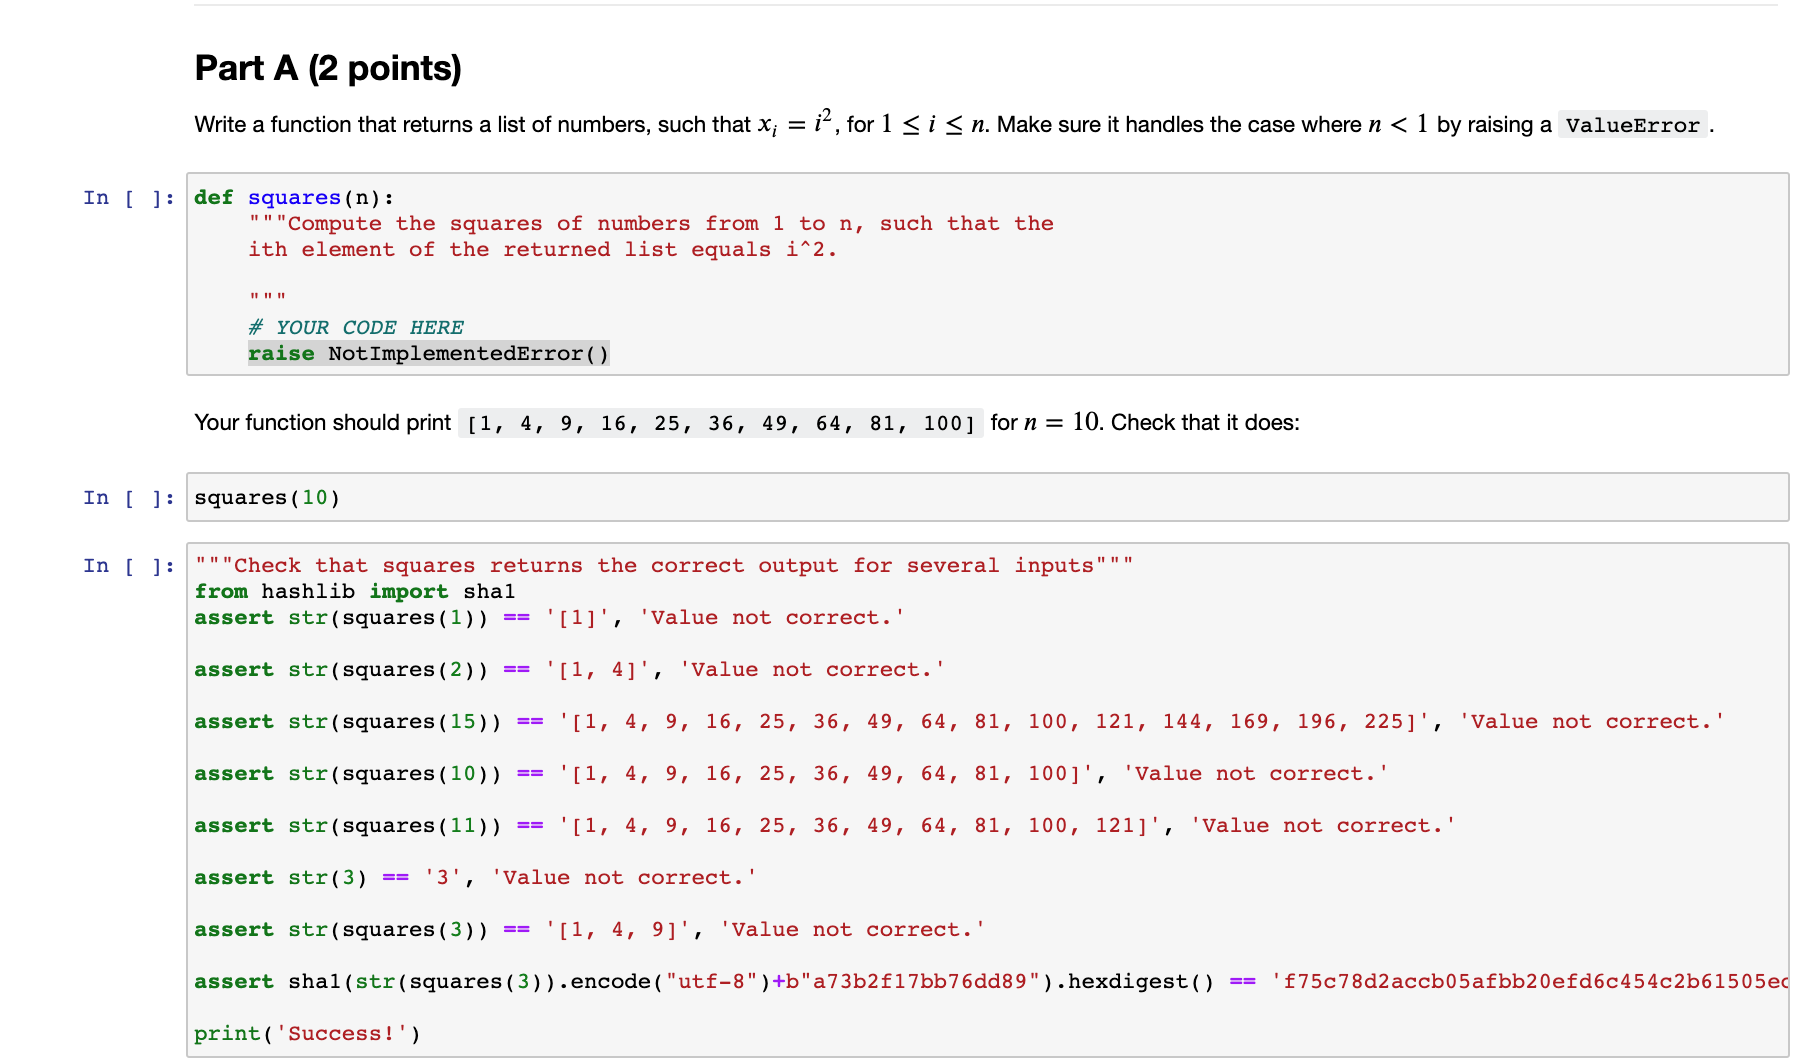 Part A (2 points)
Write a function that returns a list of numbers, such that xᵢ = i², for 1 ≤ i ≤ n. Make sure it handles the case where n < 1 by raising a ValueError .
In [ ]: def squares(n):
"""Compute the squares of numbers from 1 to n, such that the
ith element of the returned list equals i^2.
"""
# YOUR CODE HERE
raise NotImplementedError()
Your function should print [1, 4, 9, 16, 25, 36, 49, 64, 81, 100] for n = 10. Check that it does:
In [ ]: squares(10)
In [ ]: """Check that squares returns the correct output for several inputs"""
from hashlib import sha1
assert str(squares(1)) == '[1]', 'Value not correct.'
assert str(squares(2)) == '[1, 4]', 'Value not correct.'
assert str(squares(15)) == '[1, 4, 9, 16, 25, 36, 49, 64, 81, 100, 121, 144, 169, 196, 225]', 'Value not correct.'
assert str(squares(10)) == '[1, 4, 9, 16, 25, 36, 49, 64, 81, 100]', 'Value not correct.'
assert str(squares(11)) == '[1, 4, 9, 16, 25, 36, 49, 64, 81, 100, 121]', 'Value not correct.'
assert str(3) == '3', 'Value not correct.'
assert str(squares(3)) == '[1, 4, 9]', 'Value not correct.'
assert sha1(str(squares(3)).encode("utf-8")+b"a73b2f17bb76dd89").hexdigest() == 'f75c78d2accb05afbb20efd6c454c2b61505ec
print('Success!')